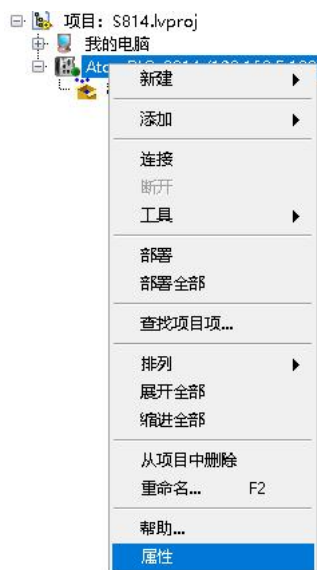 项目: S814.lvproj
我的电脑
新建
添加
连接
断开
工具
部署
部署全部
查找项目项...
排列
展开全部
缩进全部
从项目中删除
重命名... F2
帮助...
属性